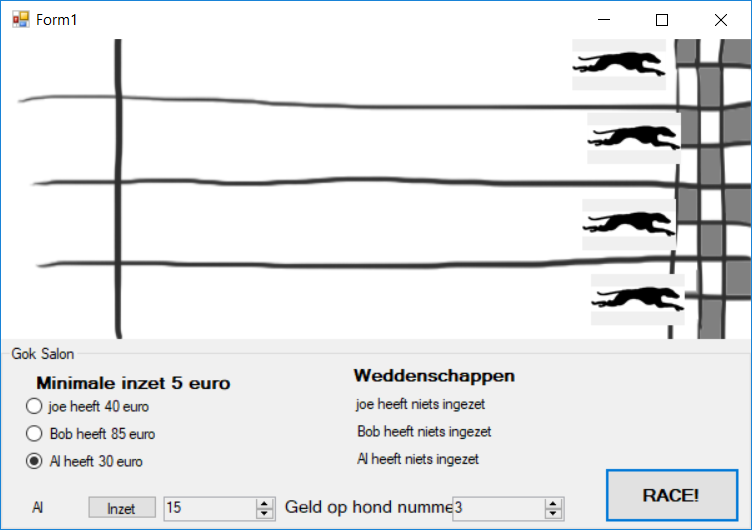 Form1
Gok Salon
Minimale inzet 5 euro
Weddenschappen
joe heeft 40 euro
joe heeft niets ingezet
Bob heeft 85 euro
Bob heeft niets ingezet
Al heeft 30 euro
Al heeft niets ingezet
Al Inzet 15 Geld op hond numme 3
RACE!